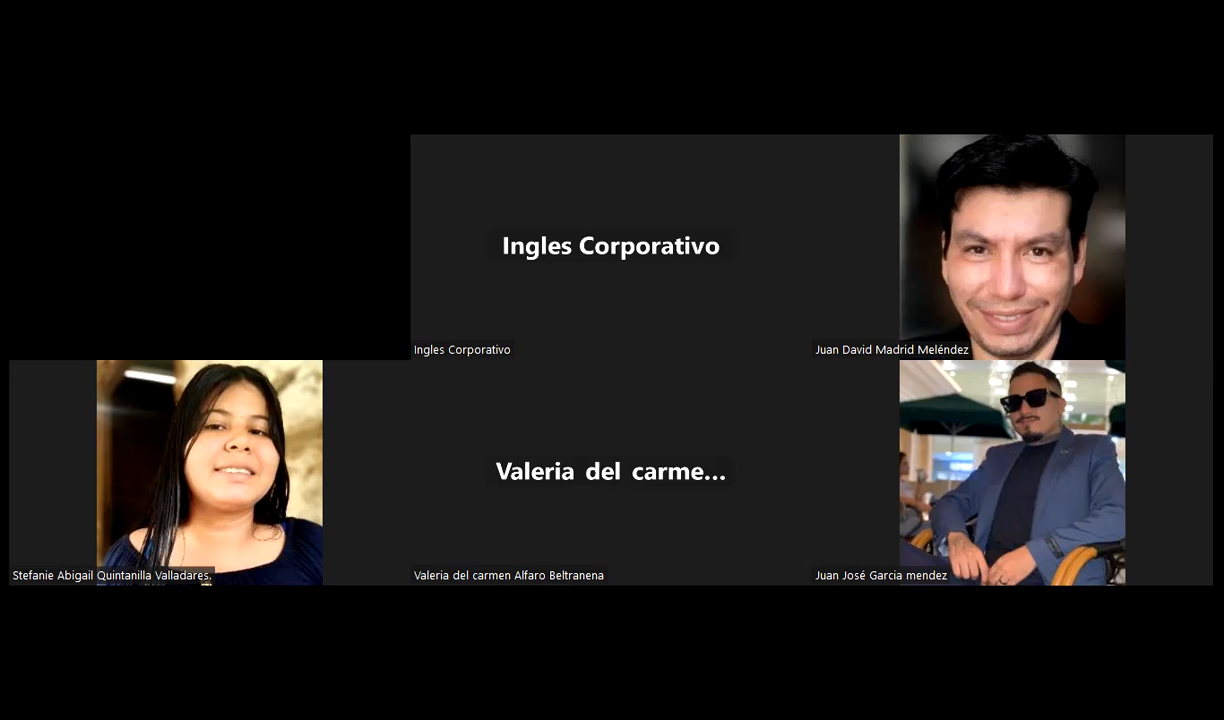 Ingles Corporativo
Ingles Corporativo
Juan David Madrid Meléndez
Valeria del carme...
Stefanie Abigail Quintanilla Valladares.
Valeria del carmen Alfaro Beltranena
Juan José Garcia mendez